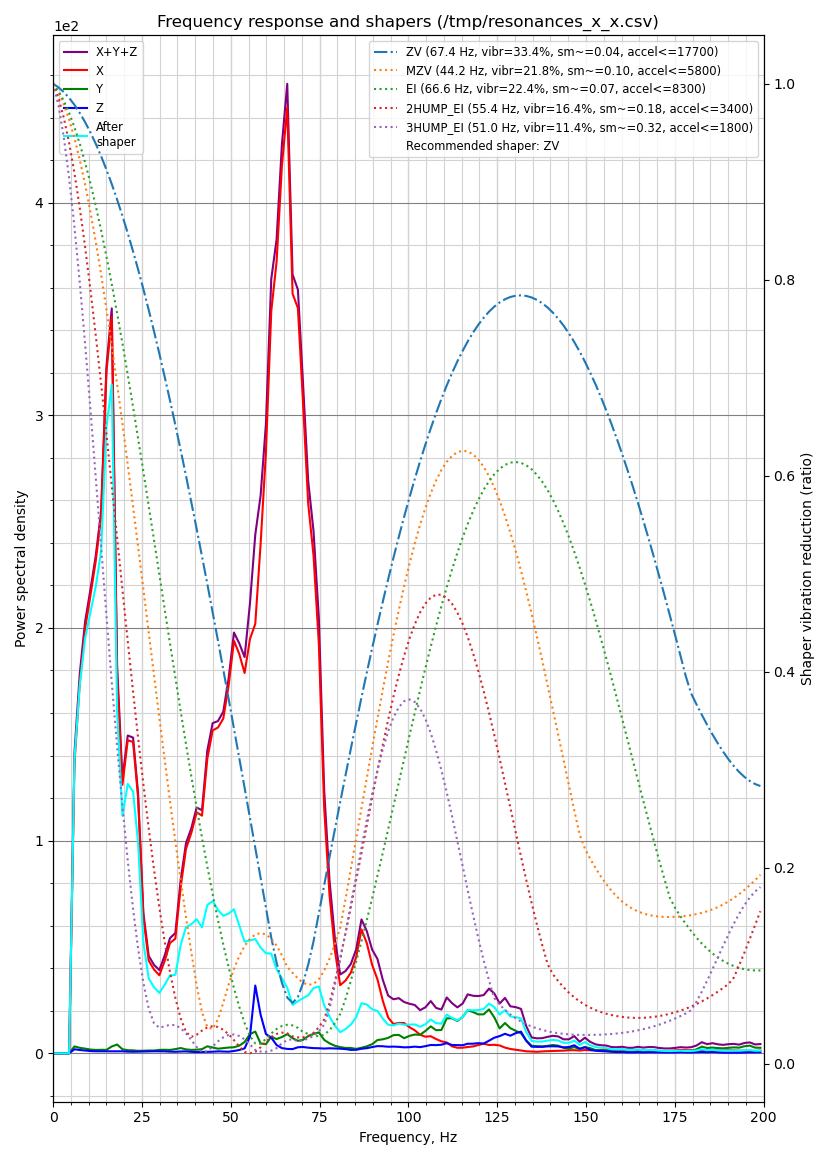 Frequency response and shapers (/tmp/resonances_x_x.csv)
1e2
X+Y+Z
X
Y
Z
After
shaper
ZV (67.4 Hz, vibr=33.4%, sm~=0.04, accel<=17700)
MZV (44.2 Hz, vibr=21.8%, sm~=0.10, accel<=5800)
EI (66.6 Hz, vibr=22.4%, sm~=0.07, accel<=8300)
2HUMP_EI (55.4 Hz, vibr=16.4%, sm~=0.18, accel<=3400)
3HUMP_EI (51.0 Hz, vibr=11.4%, sm~=0.32, accel<=1800)
Recommended shaper: ZV
Power spectral density
4
3
2
1
0
1.0
0.8
0.6
0.4
0.2
0.0
Shaper vibration reduction (ratio)
0 25 50 75 100 125 150 175 200
Frequency, Hz